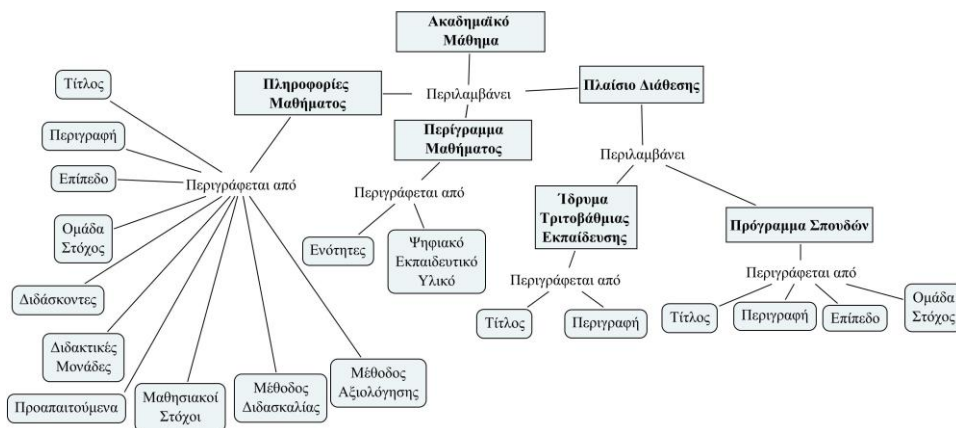 Ακαδημαϊκό
Μάθημα
Πληροφορίες
Μαθήματος
Περιλαμβάνει
Πλαίσιο Διάθεσης
Τίτλος
Περιγραφή
Επίπεδο
Ομάδα
Στόχος
Διδάσκοντες
Διδακτικές
Μονάδες
Προαπαιτούμενα
Μαθησιακοί
Στόχοι
Μέθοδος
Διδασκαλίας
Μέθοδος
Αξιολόγησης
Περιγράφεται από
Περίγραμμα
Μαθήματος
Περιγράφεται από
Ενότητες
Ψηφιακό
Εκπαιδευτικό
Υλικό
Περιλαμβάνει
Ίδρυμα
Τριτοβάθμιας
Εκπαίδευσης
Περιγράφεται από
Τίτλος
Περιγραφή
Πρόγραμμα Σπουδών
Περιγράφεται από
Τίτλος
Περιγραφή
Επίπεδο
Ομάδα
Στόχος